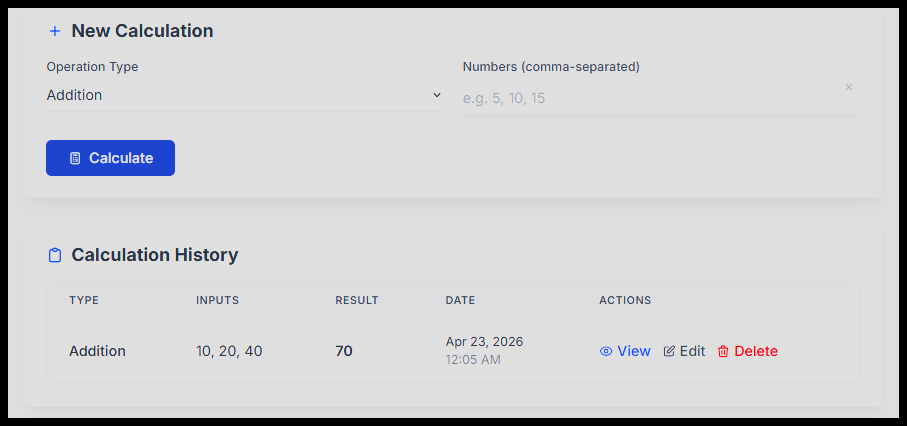 New Calculation
Operation Type
Numbers (comma-separated)
Addition
e.g. 5, 10, 15
×
Calculate
Calculation History
TYPE INPUTS RESULT DATE ACTIONS
Addition 10, 20, 40 70 Apr 23, 2026 12:05 AM View Edit Delete